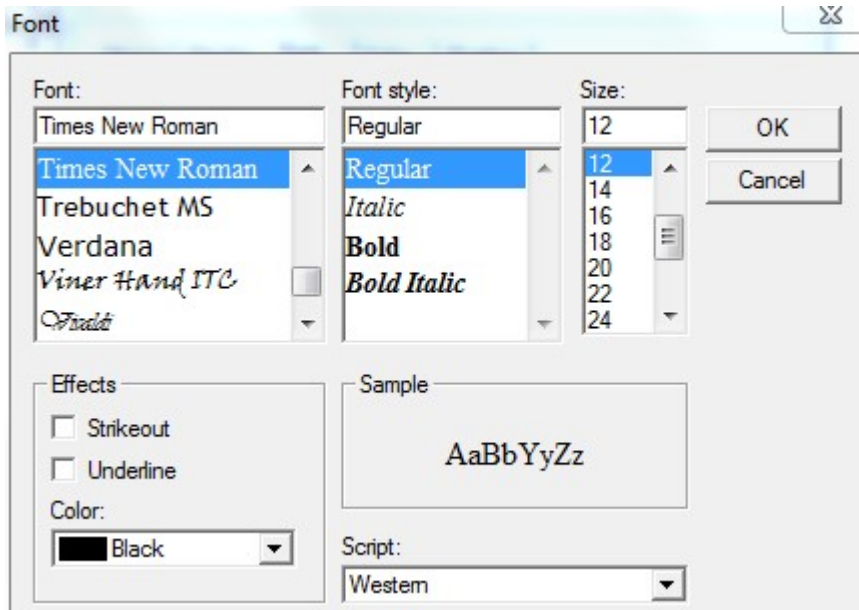 Font
Font:
Times New Roman
Times New Roman
Trebuchet MS
Verdana
Viner Hand ITC
Vivaldi
Font style:
Regular
Regular
Italic
Bold
Bold Italic
Size:
12
12
14
16
18
20
22
24
OK
Cancel
Effects
Strikeout
Underline
Color:
Black
Sample
AaBbYyZz
Script:
Western